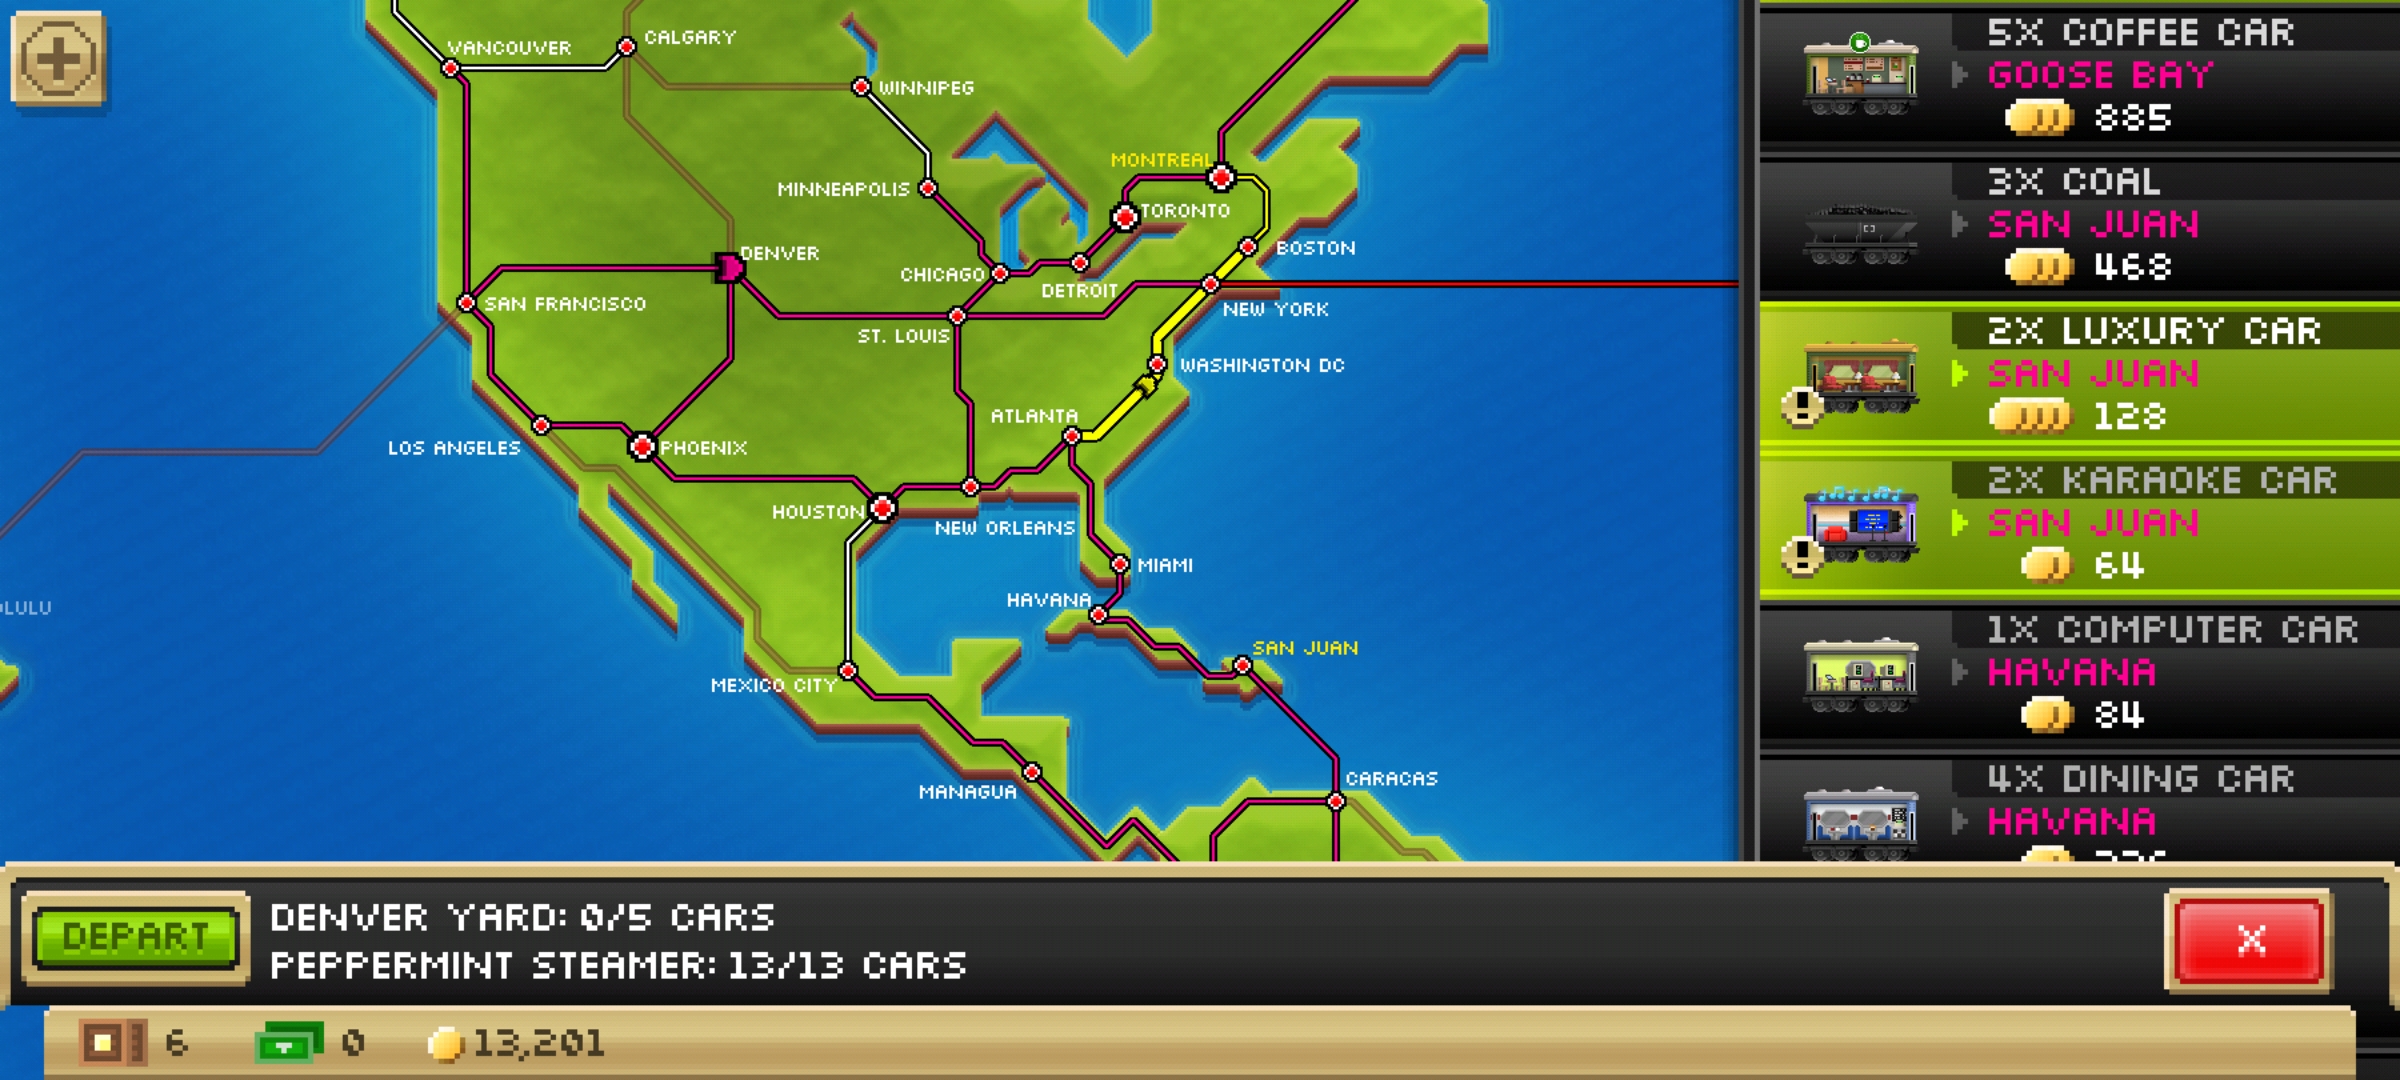 VANCOUVER
CALGARY
WINNIPEG
MINNEAPOLIS
MONTREAL
TORONTO
BOSTON
DENVER
CHICAGO
DETROIT
SAN FRANCISCO
NEW YORK
ST. LOUIS
WASHINGTON DC
ATLANTA
LOS ANGELES
PHOENIX
HOUSTON
NEW ORLEANS
MIAMI
HAVANA
SAN JUAN
MEXICO CITY
MANAGUA
CARACAS
5X COFFEE CAR
GOOSE BAY
885
3X COAL
SAN JUAN
468
2X LUXURY CAR
SAN JUAN
128
2X KARAOKE CAR
SAN JUAN
64
1X COMPUTER CAR
HAVANA
84
4X DINING CAR
HAVANA
DEPART
DENVER YARD: 0/5 CARS
PEPPERMINT STEAMER: 13/13 CARS
X
6
0
13,201